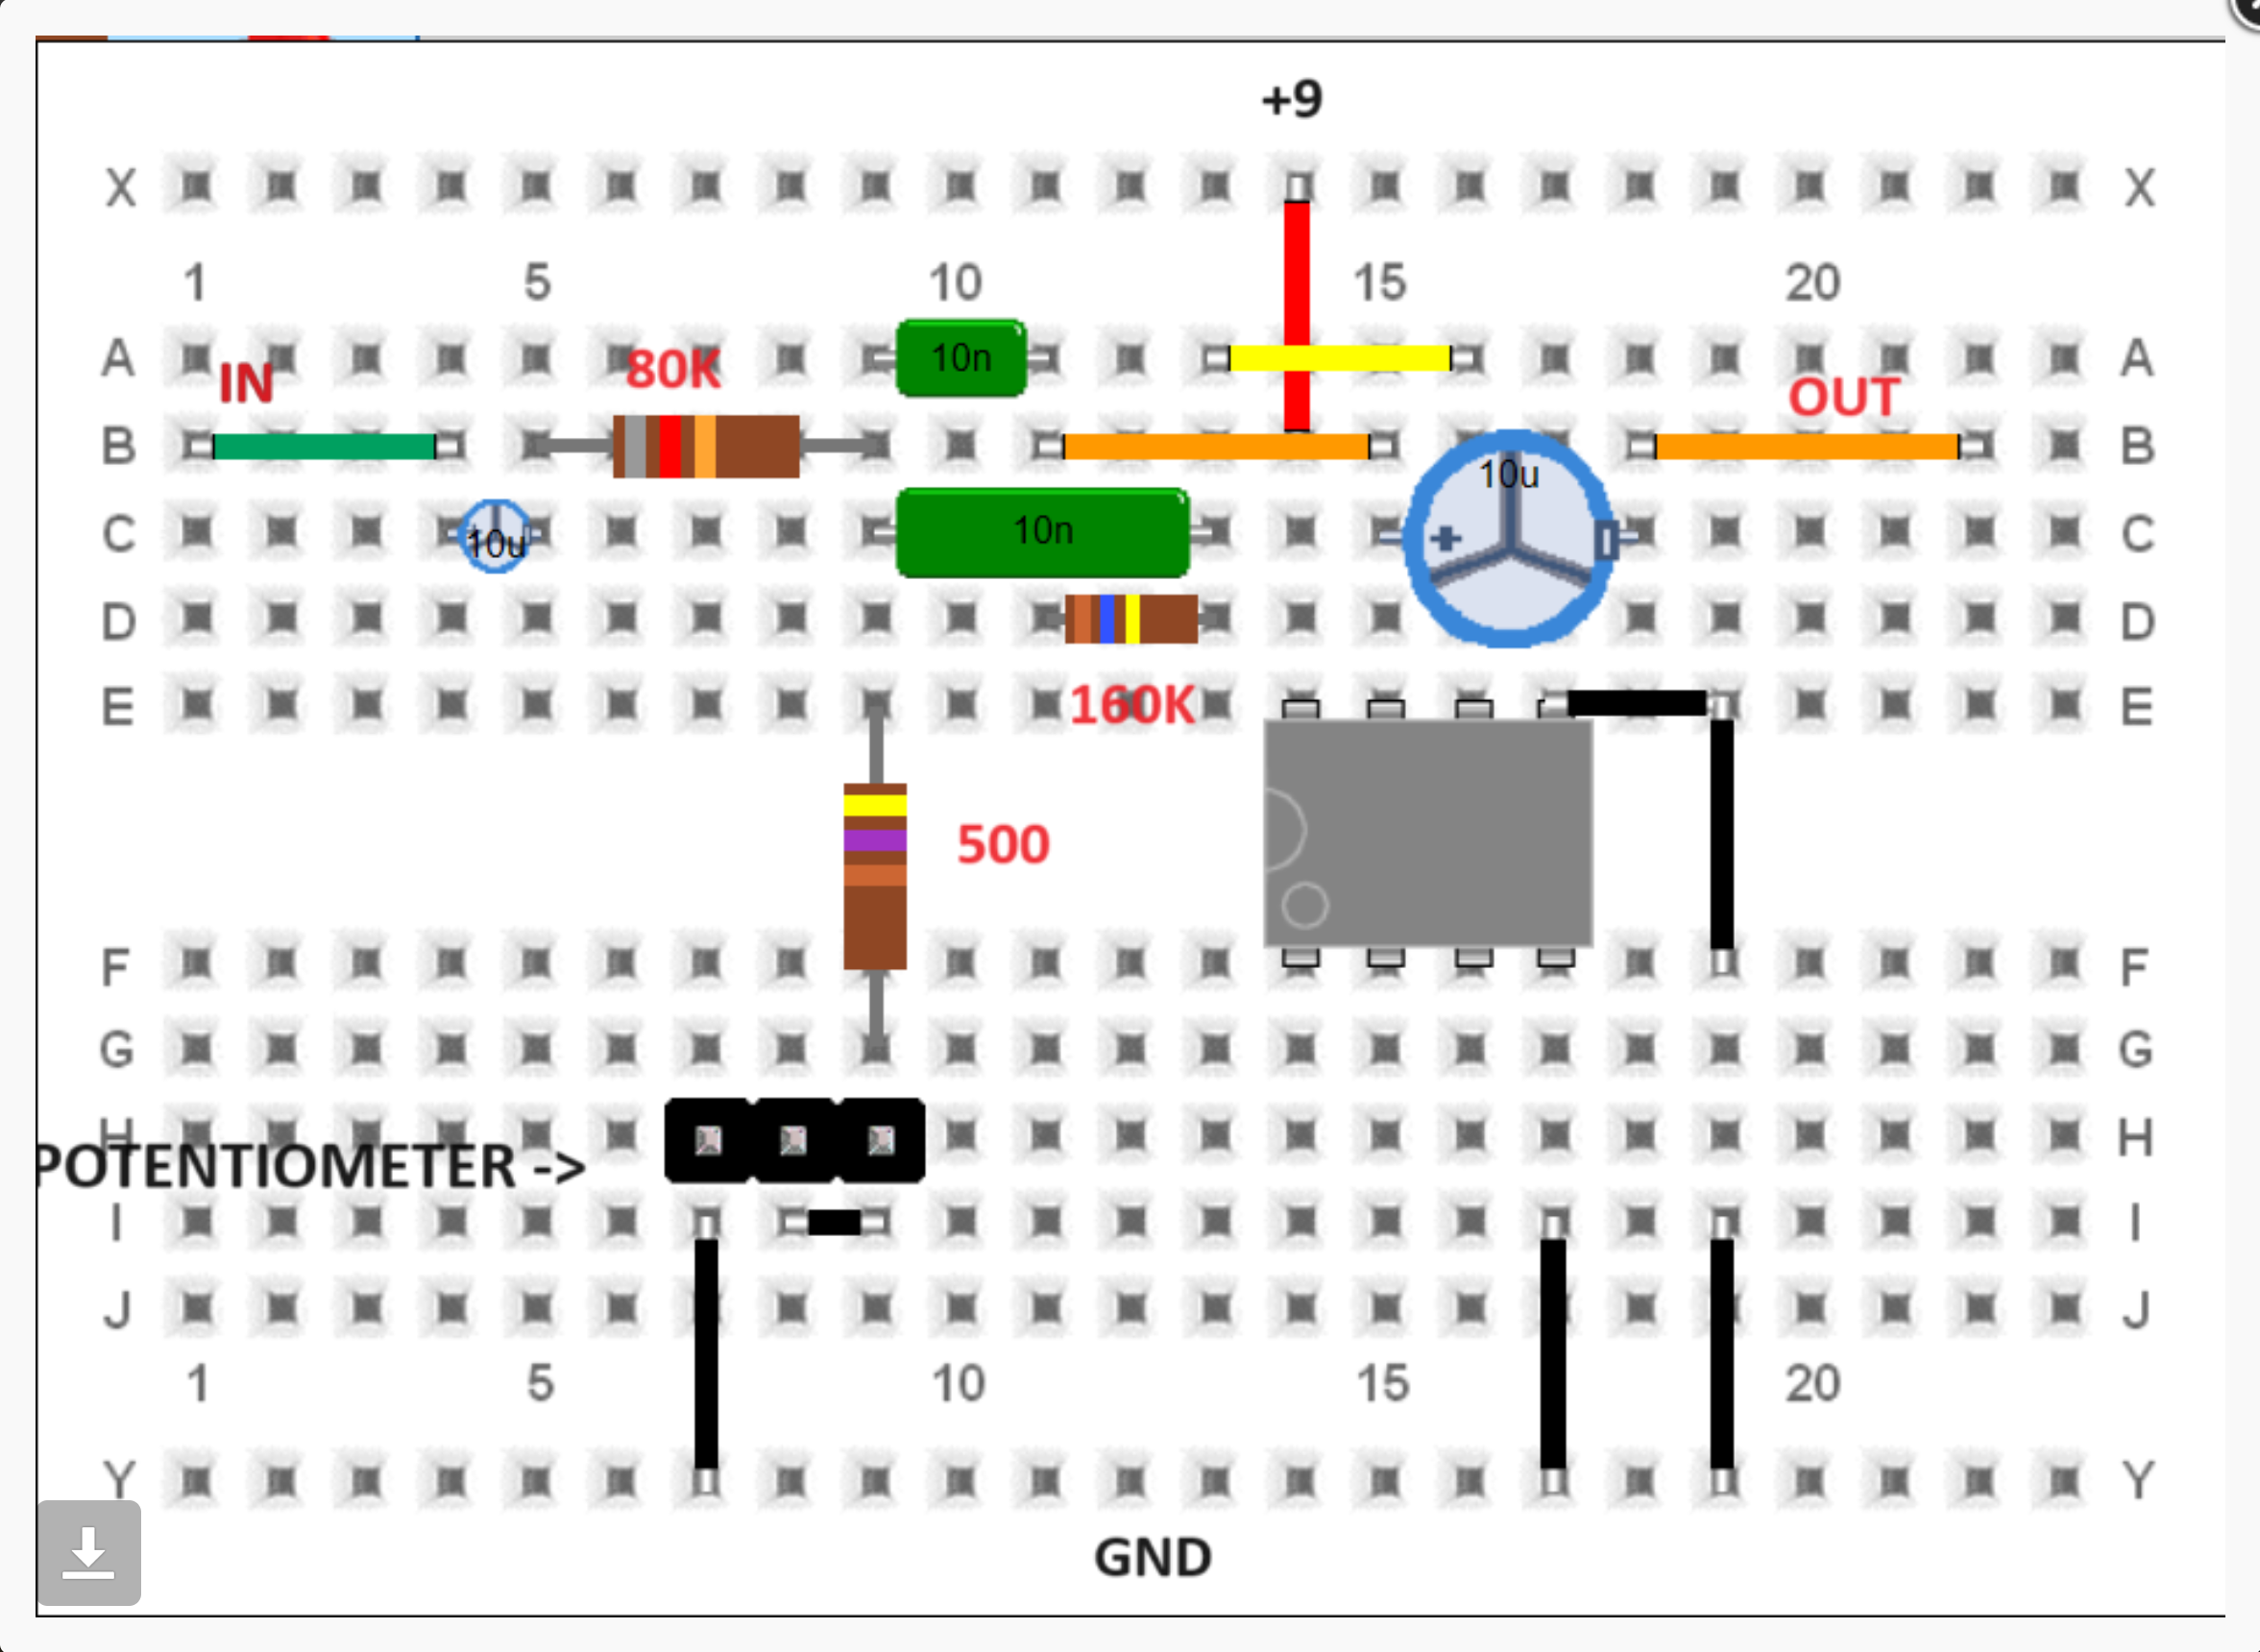 +9
X X
1 5 10 15 20
A 10n A
IN 80K OUT
B B
10u
C 10u 10n + C
D D
E 160K E
500
F F
G G
H H
POTENTIOMETER ->
I I
J J
1 5 10 15 20
Y Y
GND